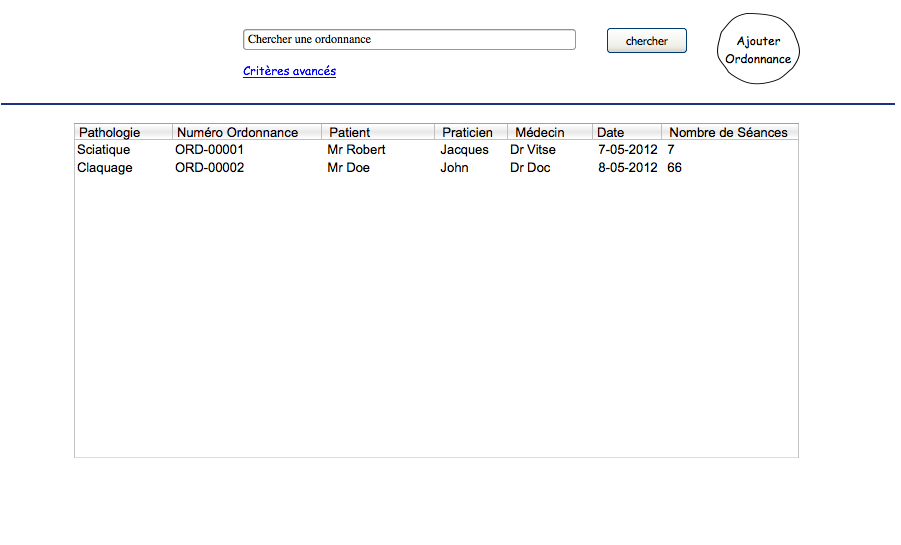 Chercher une ordonnance
chercher
Ajouter
Ordonnance
Critères avancés
Pathologie Numéro Ordonnance Patient Praticien Médecin Date Nombre de Séances
Sciatique ORD-00001 Mr Robert Jacques Dr Vitse 7-05-2012 7
Claquage ORD-00002 Mr Doe John Dr Doc 8-05-2012 66